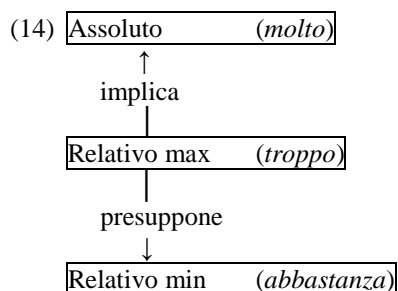 (14) Assoluto (molto)
↑
implica
Relativo max (troppo)
presuppone
↓
Relativo min (abbastanza)